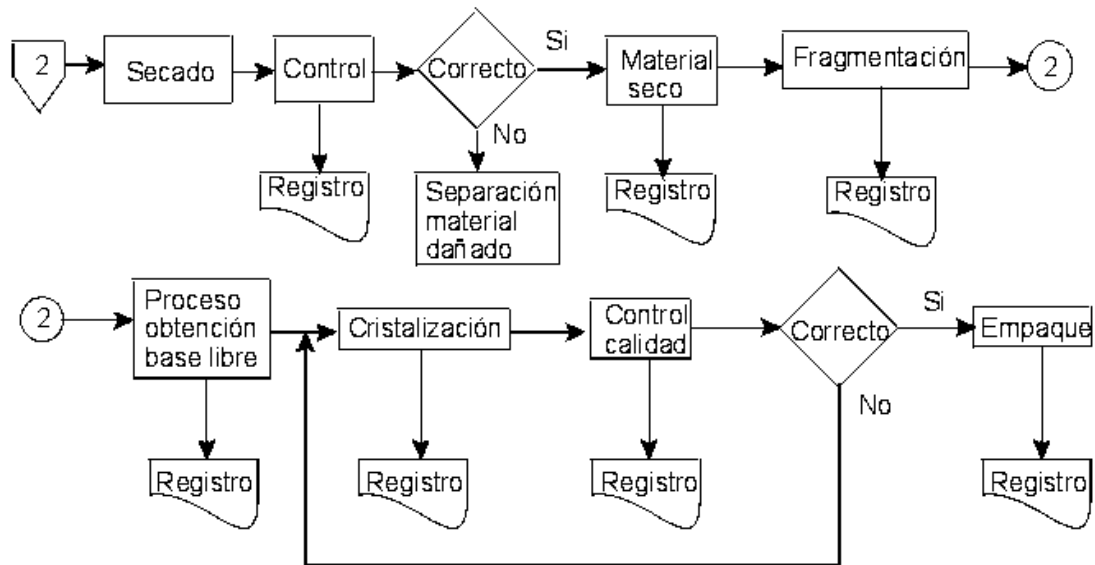 2
Secado
Control
Correcto
Si
Material
seco
Fragmentación
2
No
Registro
Separación
material
dañado
Registro
Registro
2
Proceso
obtención
base libre
Cristalización
Control
calidad
Correcto
Si
Empaque
No
Registro
Registro
Registro
Registro